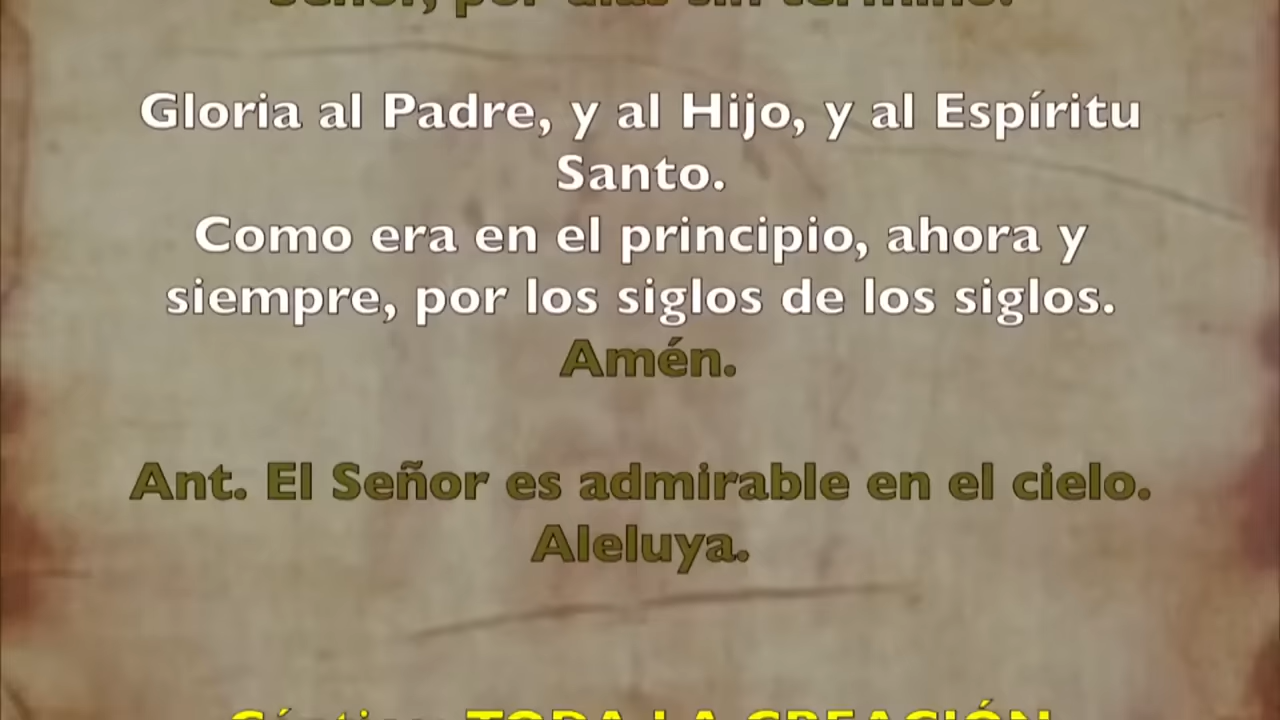 Señor, por días sin término.
Gloria al Padre, y al Hijo, y al Espíritu
Santo.
Como era en el principio, ahora y
siempre, por los siglos de los siglos.
Amén.
Ant. El Señor es admirable en el cielo.
Aleluya.
Cántico: TODA LA CREACIÓN